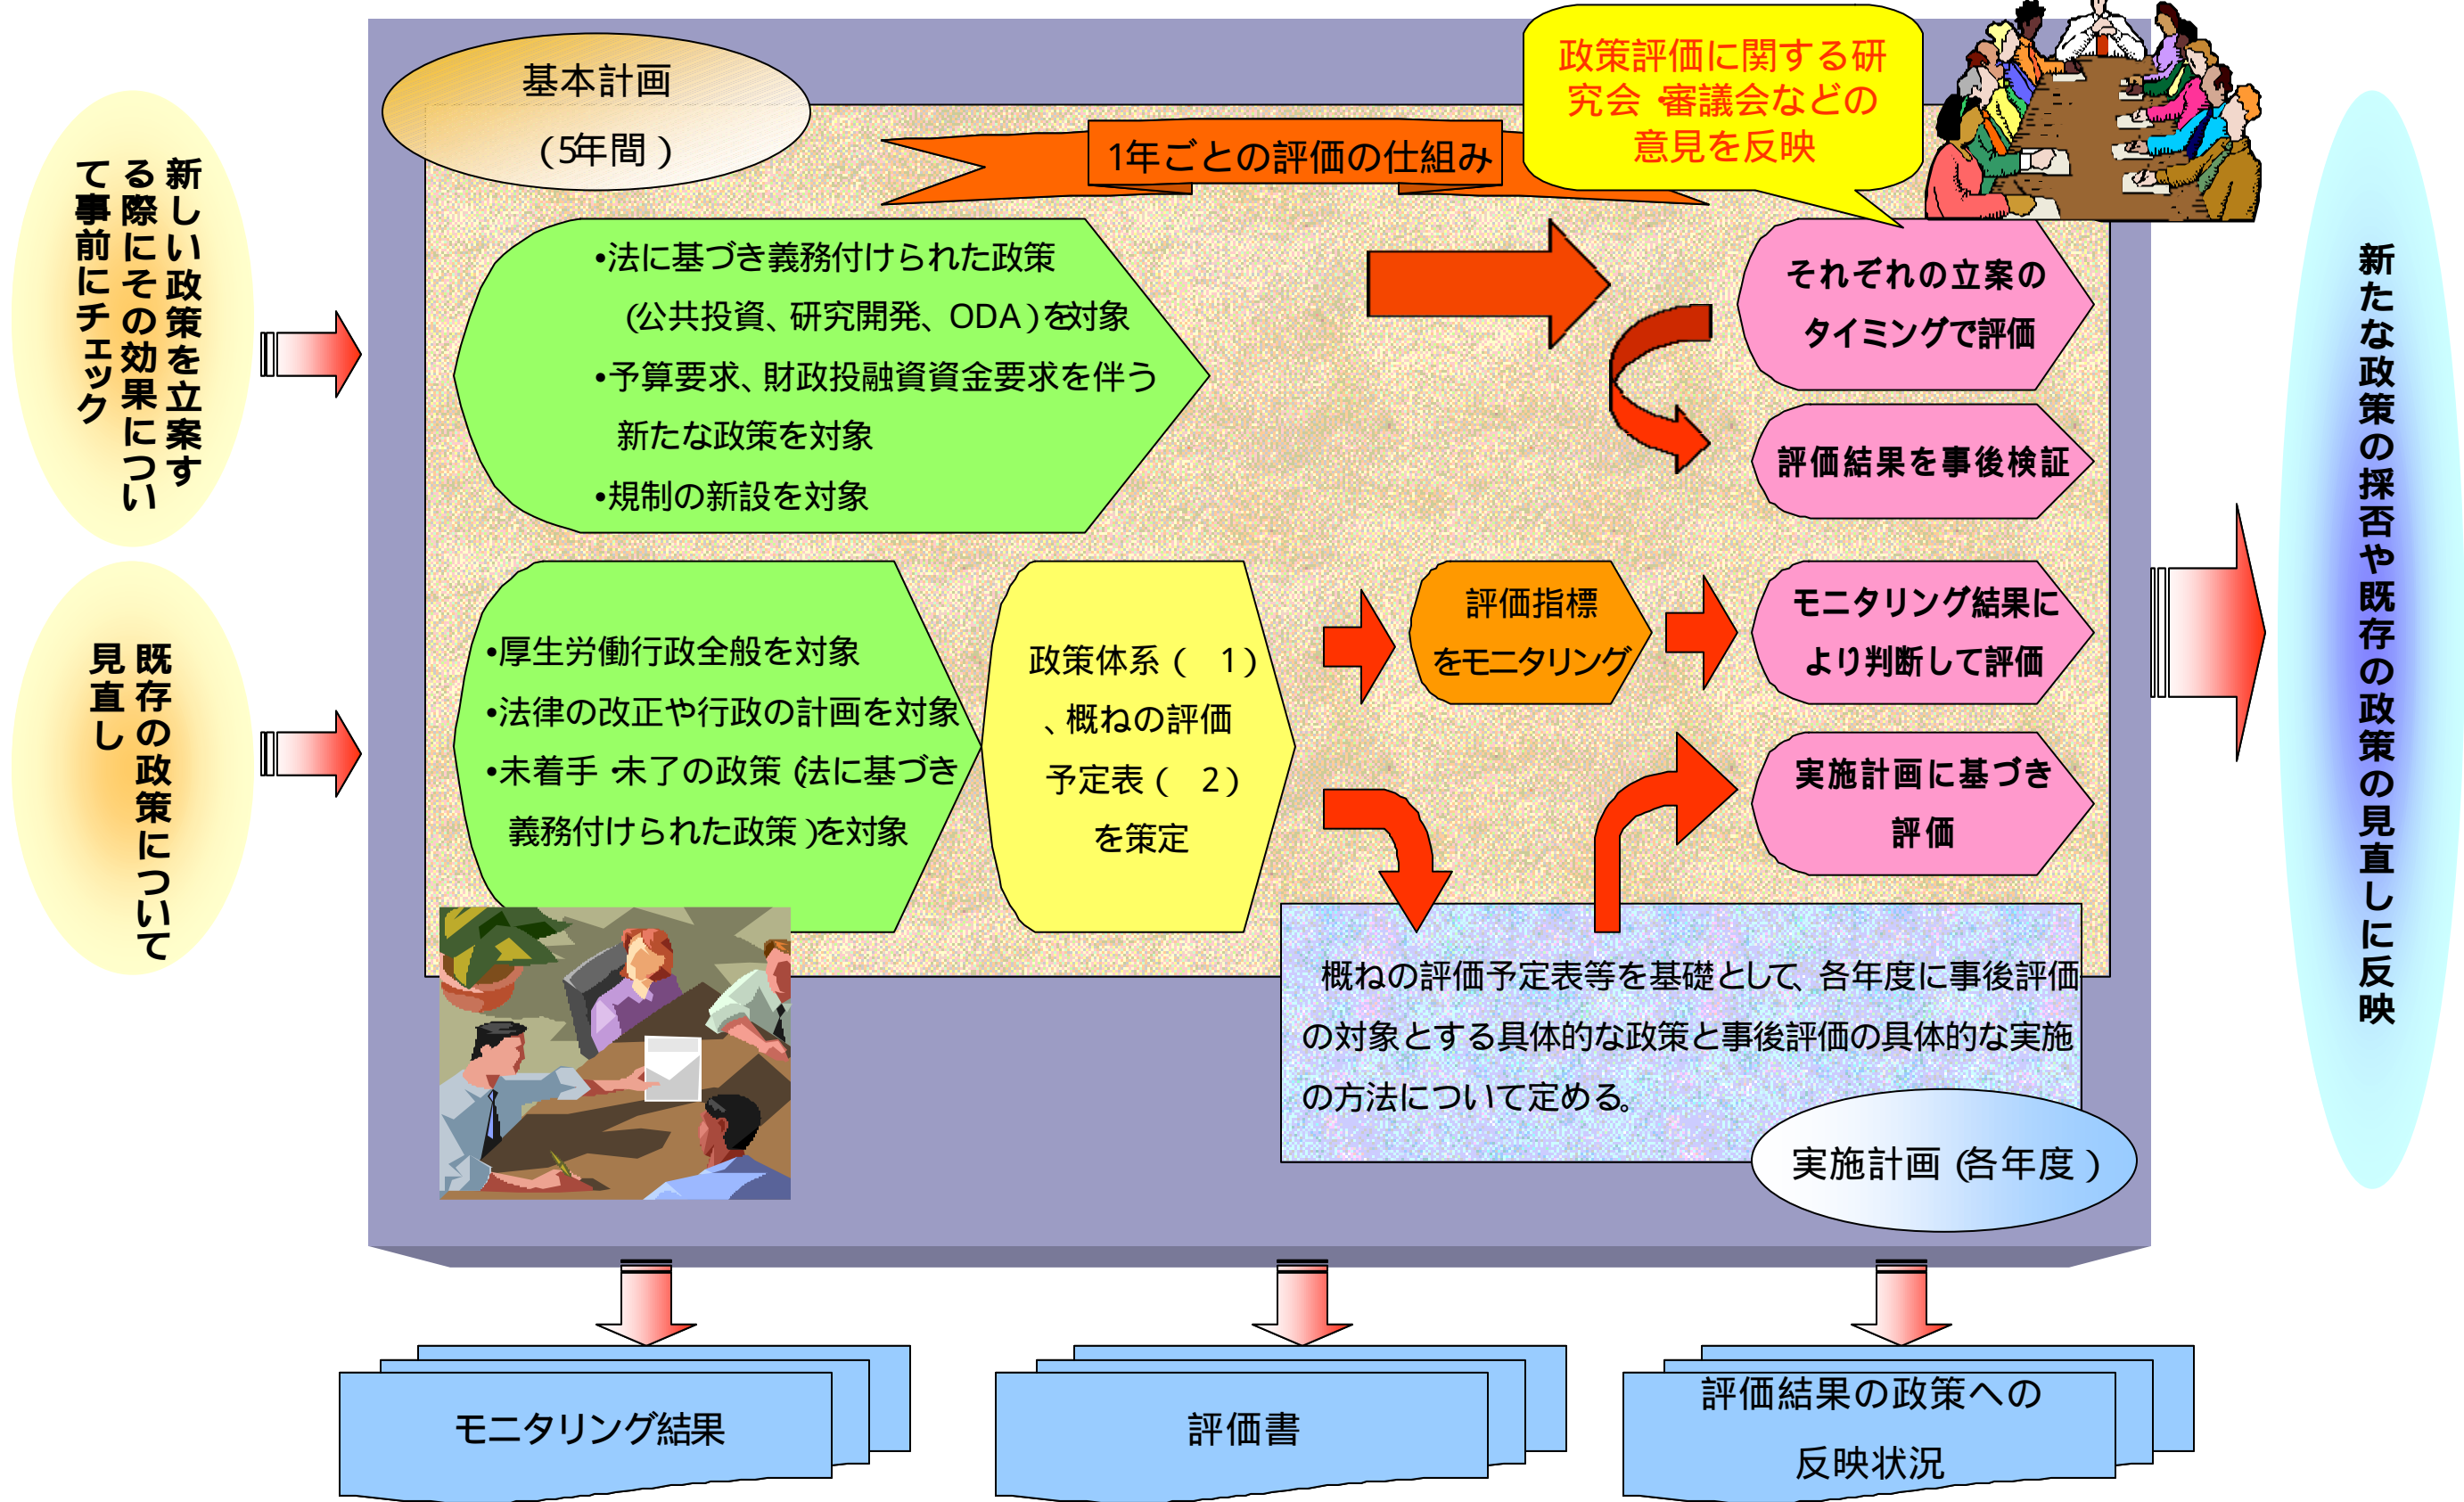 基本計画
（5年間）
1年ごとの評価の仕組み
政策評価に関する研
究会・審議会などの
意見を反映
新しい政策を立案す
る際にその効果につい
て事前にチェック
•法に基づき義務付けられた政策
（公共投資、研究開発、ODA）を対象
•予算要求、財政投融資資金要求を伴う
新たな政策を対象
•規制の新設を対象
それぞれの立案の
タイミングで評価
評価結果を事後検証
既存の政策について
見直し
•厚生労働行政全般を対象
•法律の改正や行政の計画を対象
•未着手・未了の政策（法に基づき
義務付けられた政策）を対象
政策体系（　1）
、概ねの評価
予定表（　2）
を策定
評価指標
をモニタリング
モニタリング結果に
より判断して評価
実施計画に基づき
評価
概ねの評価予定表等を基礎として、各年度に事後評価
の対象とする具体的な政策と事後評価の具体的な実施
の方法について定める。
実施計画（各年度）
新たな政策の採否や既存の政策の見直しに反映
モニタリング結果
評価書
評価結果の政策への
反映状況